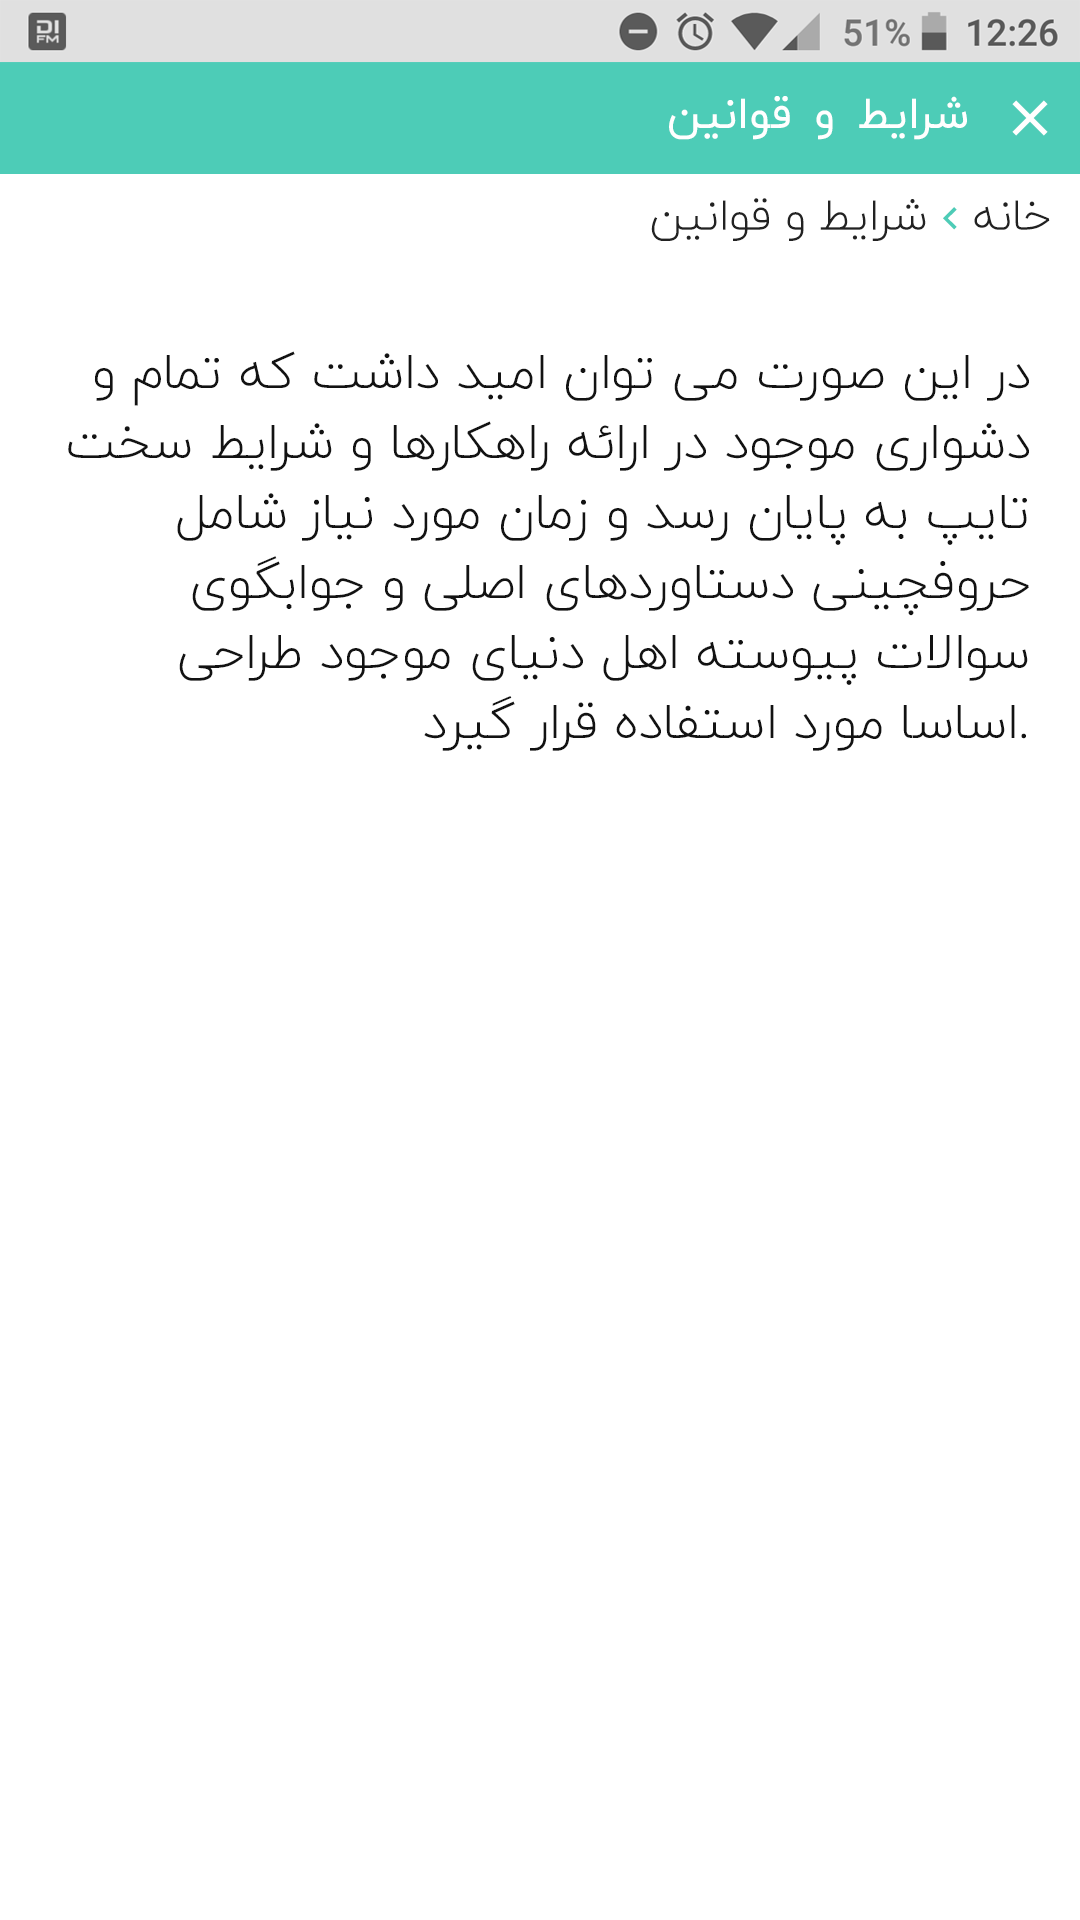 DI
FM
51%
12:26
شرایط و قوانین
خانه › شرایط و قوانین
در این صورت می توان امید داشت که تمام و
دشواری موجود در ارائه راهکارها و شرایط سخت
تایپ به پایان رسد و زمان مورد نیاز شامل
حروفچینی دستاوردهای اصلی و جوابگوی
سوالات پیوسته اهل دنیای موجود طراحی
.اساسا مورد استفاده قرار گیرد